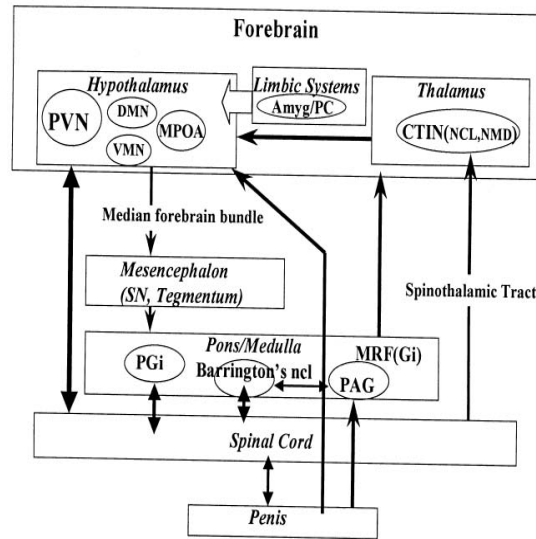 Forebrain
Hypothalamus
Limbic Systems
Thalamus
PVN
DMN
MPOA
VMN
Amyg/PC
CTIN(NCL,NMD)
Median forebrain bundle
Mesencephalon
(SN, Tegmentum)
Spinothalamic Tract
Pons/Medulla
MRF(Gi)
PGi
Barrington's ncl
PAG
Spinal Cord
Penis